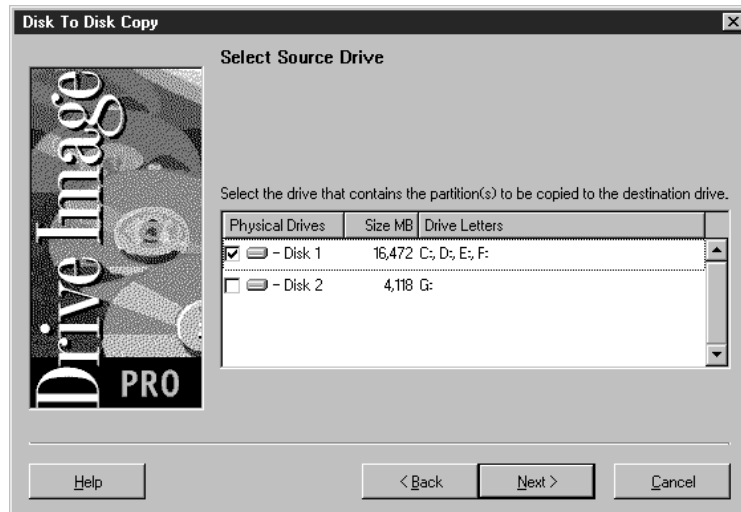 Disk To Disk Copy
Drive Image
PRO
Select Source Drive
Select the drive that contains the partition(s) to be copied to the destination drive.
Physical Drives Size MB Drive Letters
- Disk 1 16,472 C:, D:, E:, F:
- Disk 2 4,118 G:
Help < Back Next > Cancel